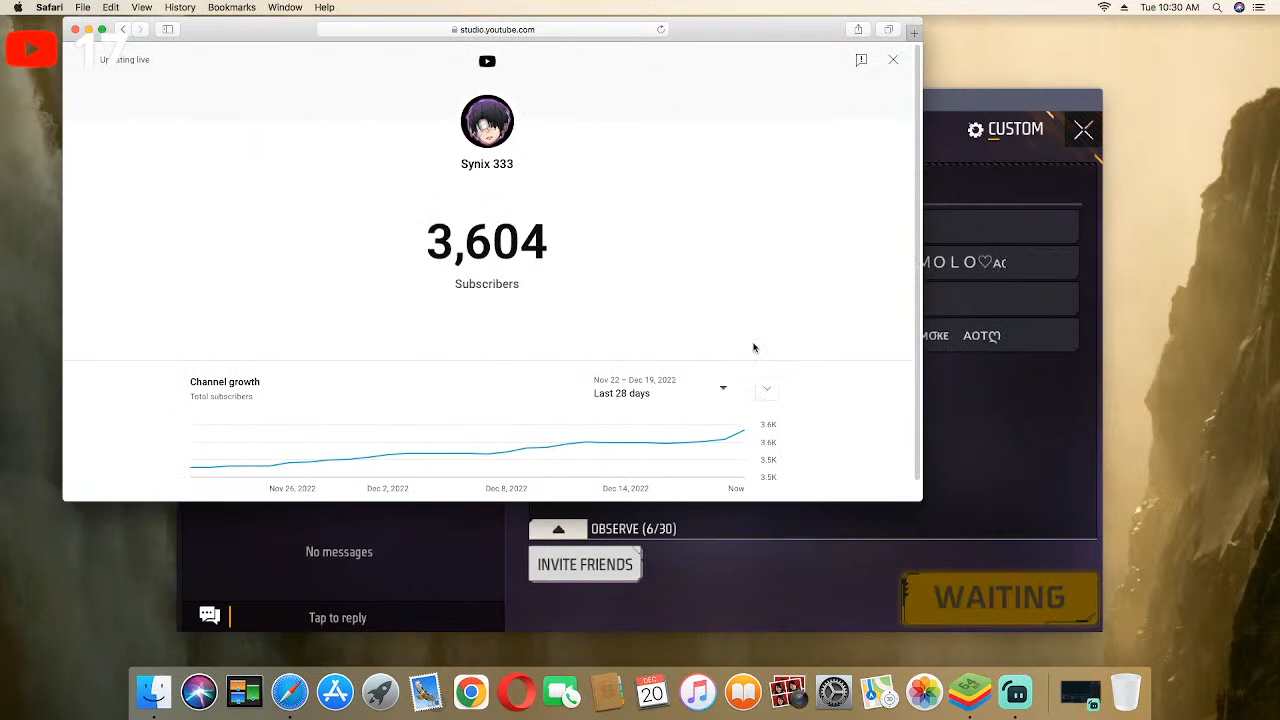 Safari File Edit View History Bookmarks Window Help
Tue 10:30 AM
studio.youtube.com
17
Updating live
Synix 333
3,604
Subscribers
Channel growth
Total subscribers
Nov 22 – Dec 19, 2022
Last 28 days
3.6K
3.6K
3.5K
3.5K
Nov 26, 2022 Dec 2, 2022 Dec 8, 2022 Dec 14, 2022 Now
CUSTOM
OBSERVE (6/30)
No messages
INVITE FRIENDS
WAITING
Tap to reply
DEC
20